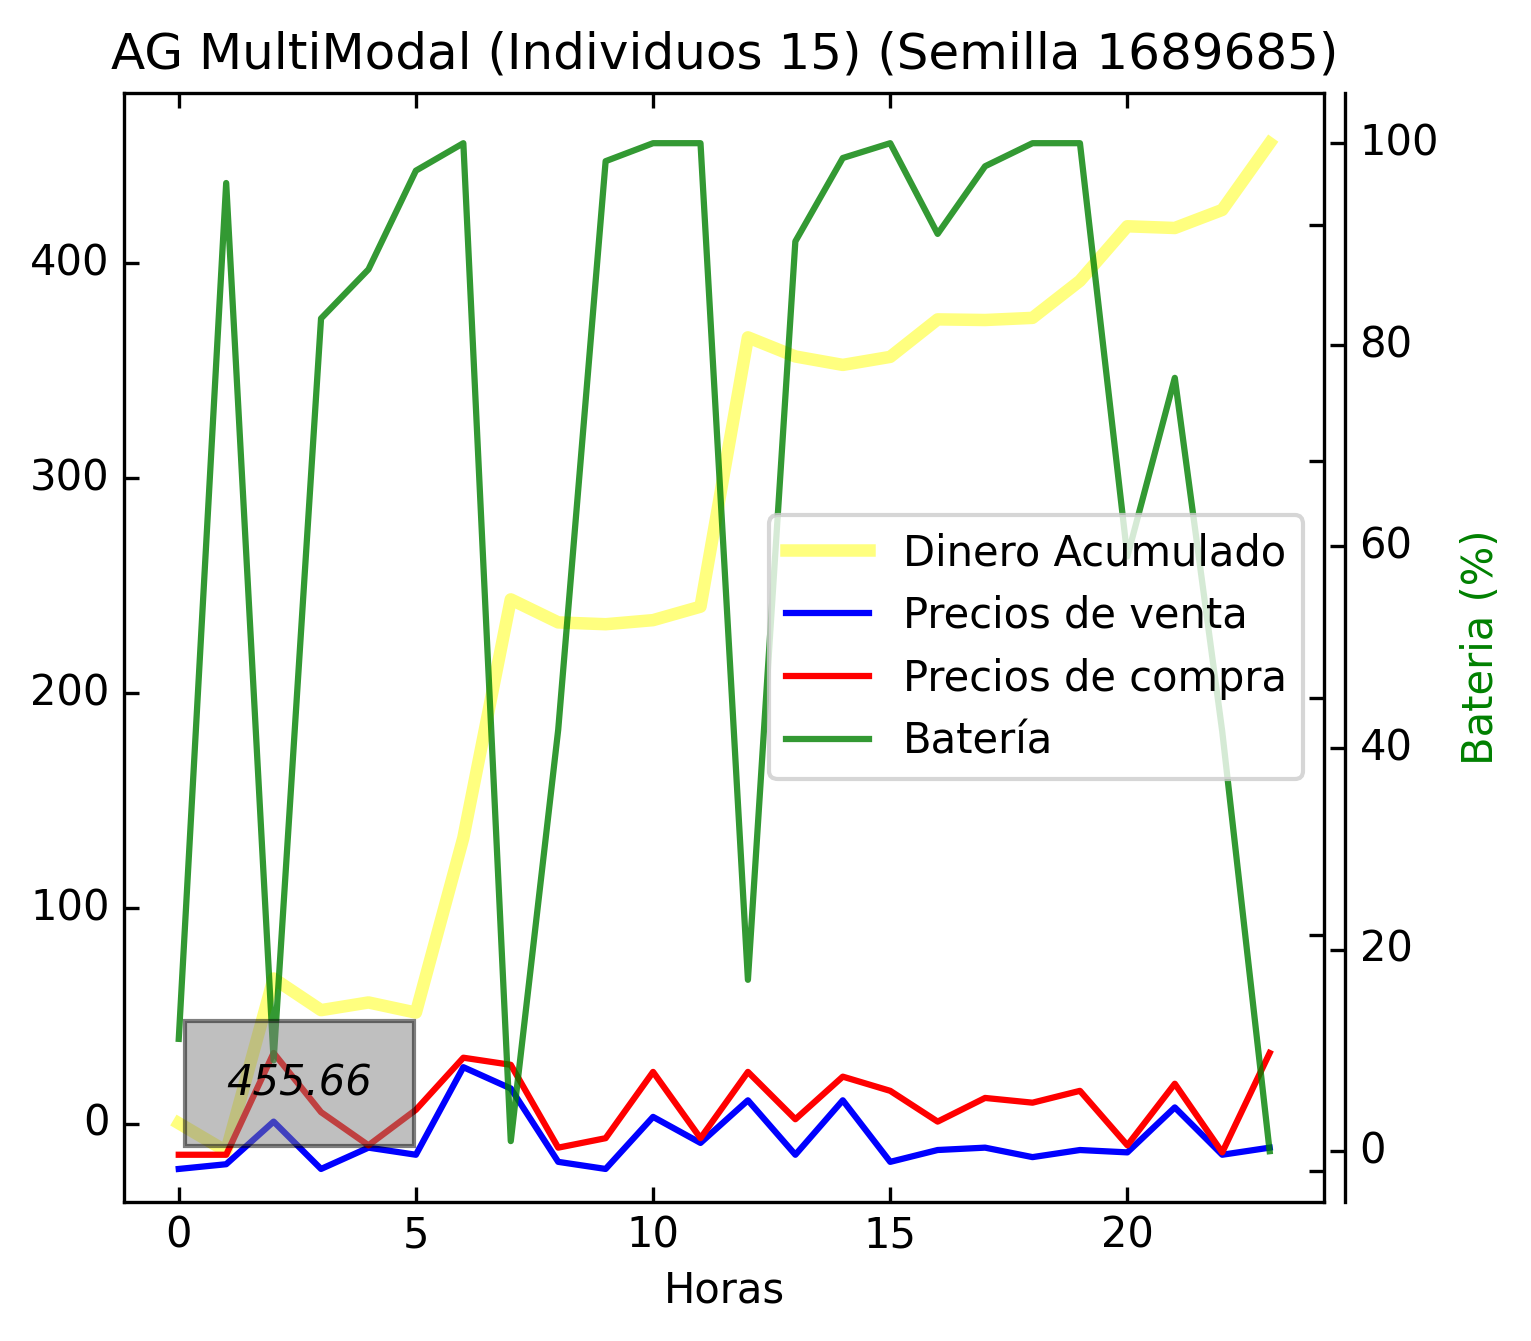 AG MultiModal (Individuos 15) (Semilla 1689685)
400
300
200
100
0
100
80
60
40
20
0
Bateria (%)
Dinero Acumulado
Precios de venta
Precios de compra
Batería
455.66
0 5 10 15 20
Horas